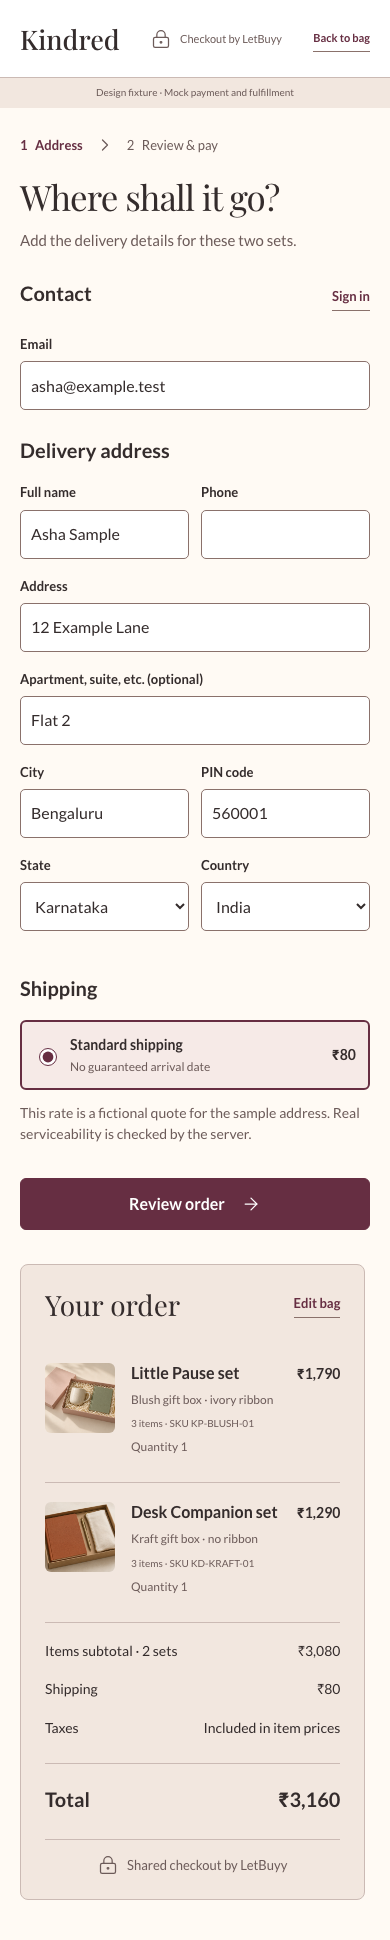 Kindred
Checkout by LetBuyy
Back to bag
Design fixture · Mock payment and fulfillment
1 Address
2 Review & pay
Where shall it go?
Add the delivery details for these two sets.
Contact
Sign in
Email
asha@example.test
Delivery address
Full name
Phone
Asha Sample
Address
12 Example Lane
Apartment, suite, etc. (optional)
Flat 2
City
PIN code
Bengaluru
560001
State
Country
Karnataka
India
Shipping
Standard shipping
No guaranteed arrival date
₹80
This rate is a fictional quote for the sample address. Real
serviceability is checked by the server.
Review order
Your order
Edit bag
Little Pause set
₹1,790
Blush gift box · ivory ribbon
3 items · SKU KP-BLUSH-01
Quantity 1
Desk Companion set
₹1,290
Kraft gift box · no ribbon
3 items · SKU KD-KRAFT-01
Quantity 1
Items subtotal · 2 sets
₹3,080
Shipping
₹80
Taxes
Included in item prices
Total
₹3,160
Shared checkout by LetBuyy